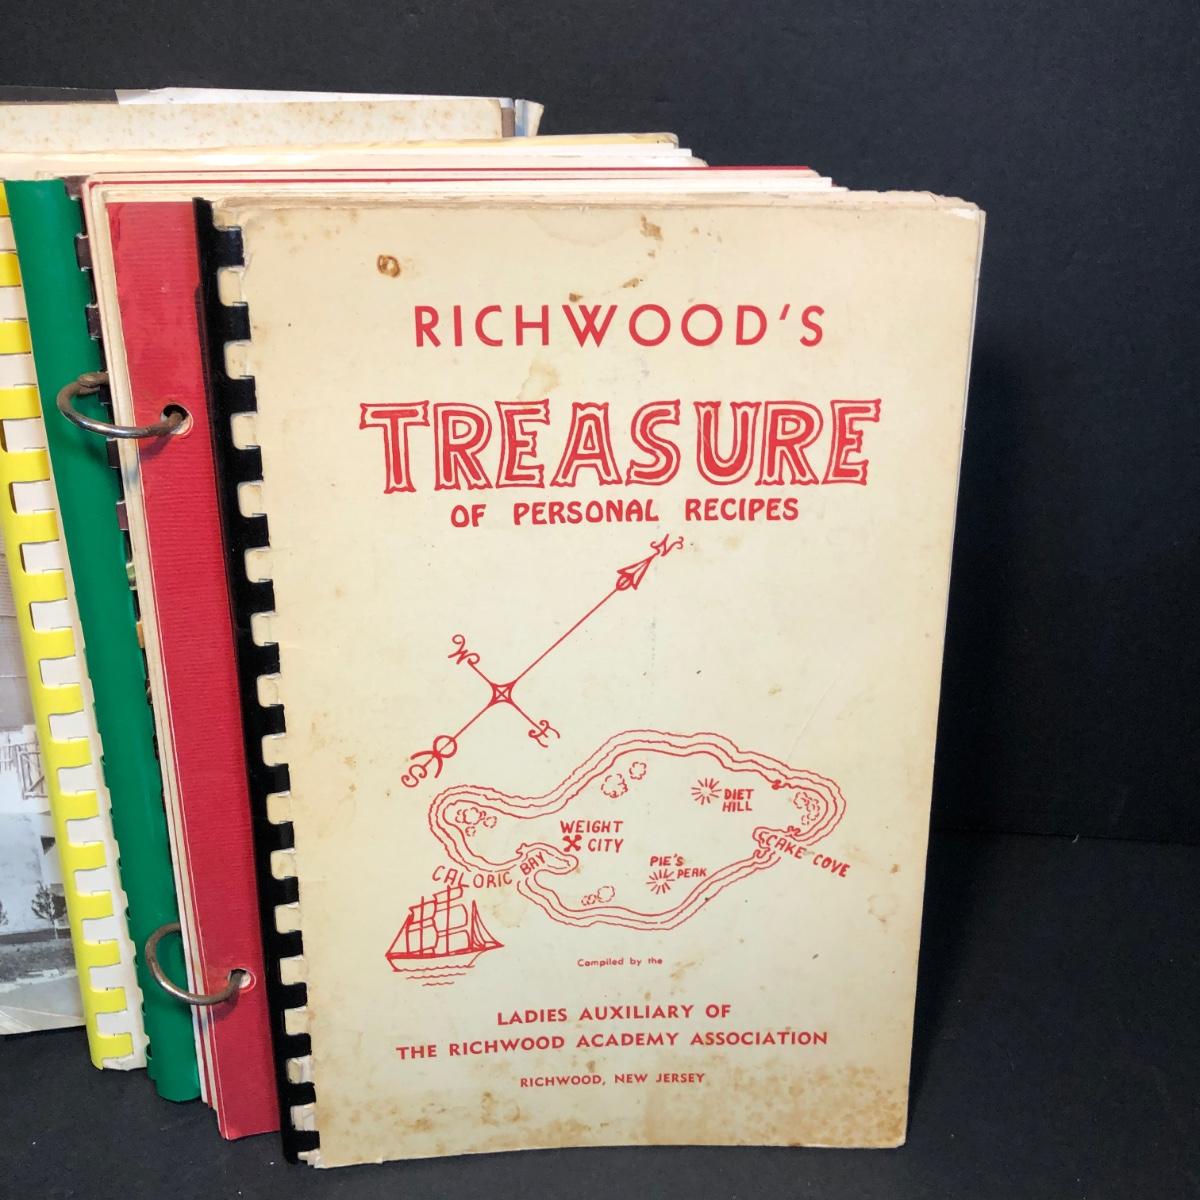 RICHWOOD'S
TREASURE
OF PERSONAL RECIPES
N
W
E
S
DIET
HILL
WEIGHT
CITY
CAKE COVE
PIE'S
PEAK
CALORIC BAY
Compiled by the
LADIES AUXILIARY OF
THE RICHWOOD ACADEMY ASSOCIATION
RICHWOOD, NEW JERSEY